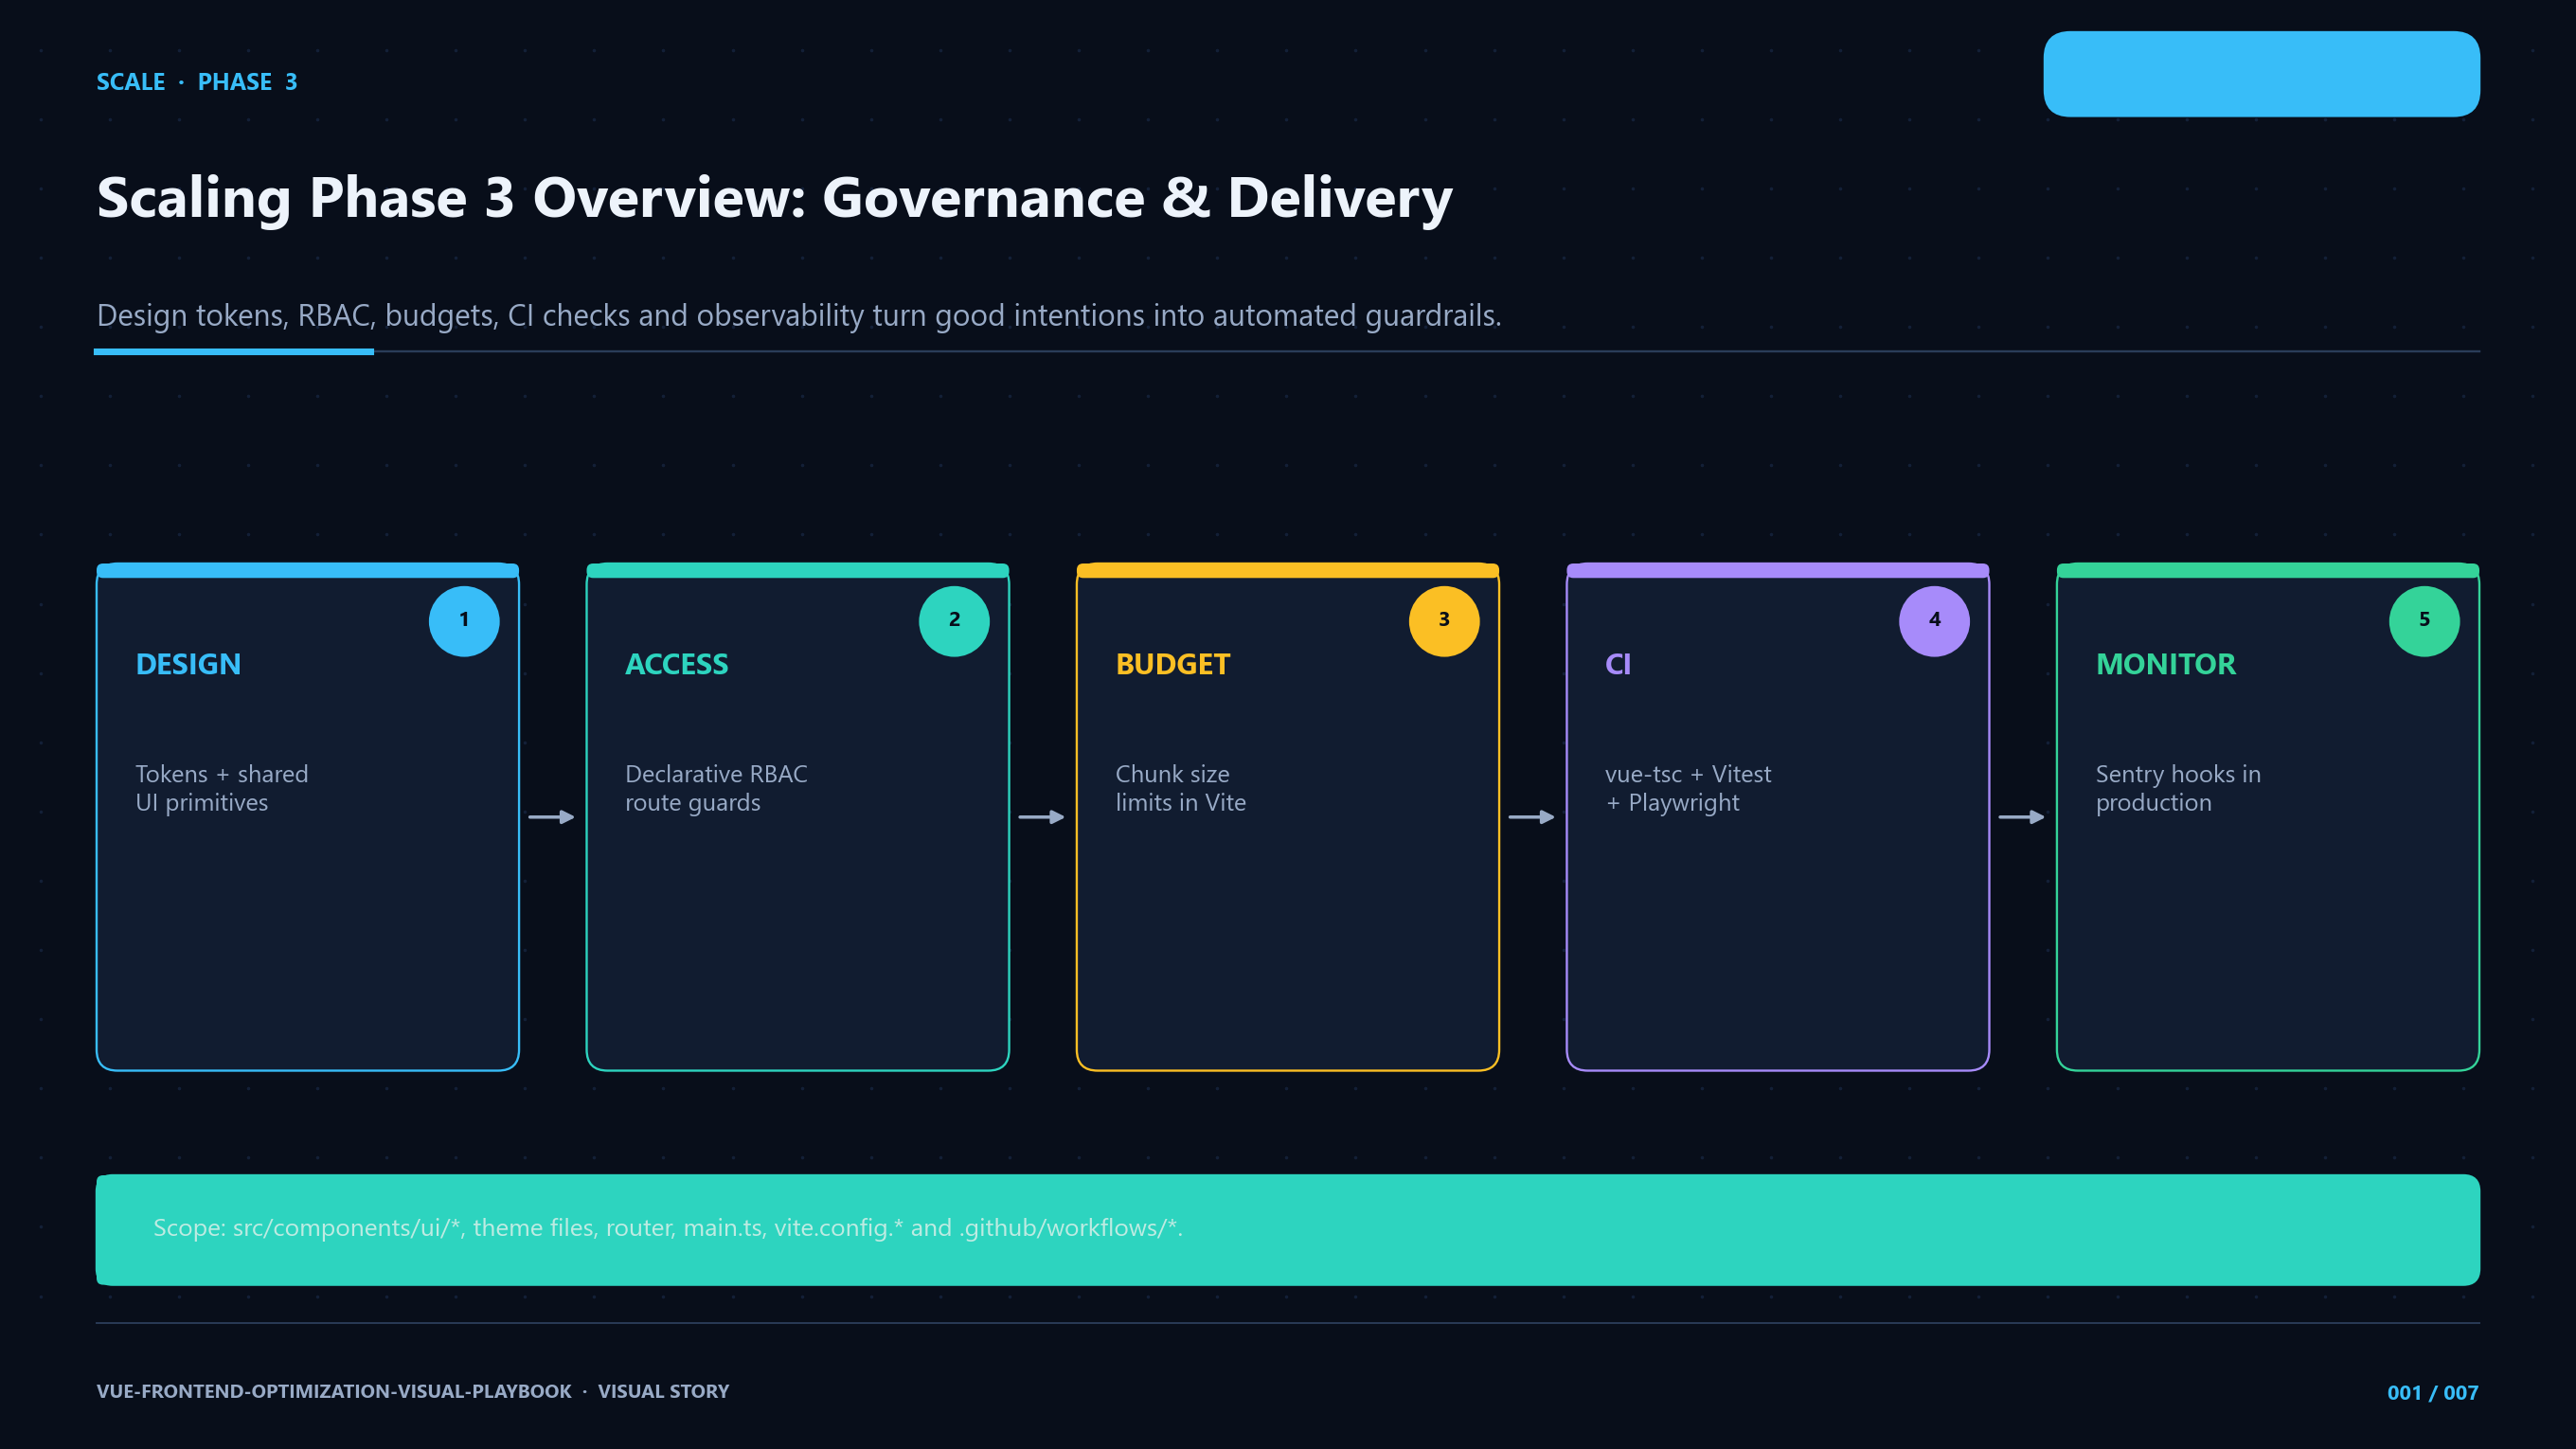 SCALE · PHASE 3
Scaling Phase 3 Overview: Governance & Delivery
Design tokens, RBAC, budgets, CI checks and observability turn good intentions into automated guardrails.
1
DESIGN
Tokens + shared
UI primitives
2
ACCESS
Declarative RBAC
route guards
3
BUDGET
Chunk size
limits in Vite
4
CI
vue-tsc + Vitest
+ Playwright
5
MONITOR
Sentry hooks in
production
Scope: src/components/ui/*, theme files, router, main.ts, vite.config.* and .github/workflows/*.
VUE-FRONTEND-OPTIMIZATION-VISUAL-PLAYBOOK · VISUAL STORY
001 / 007